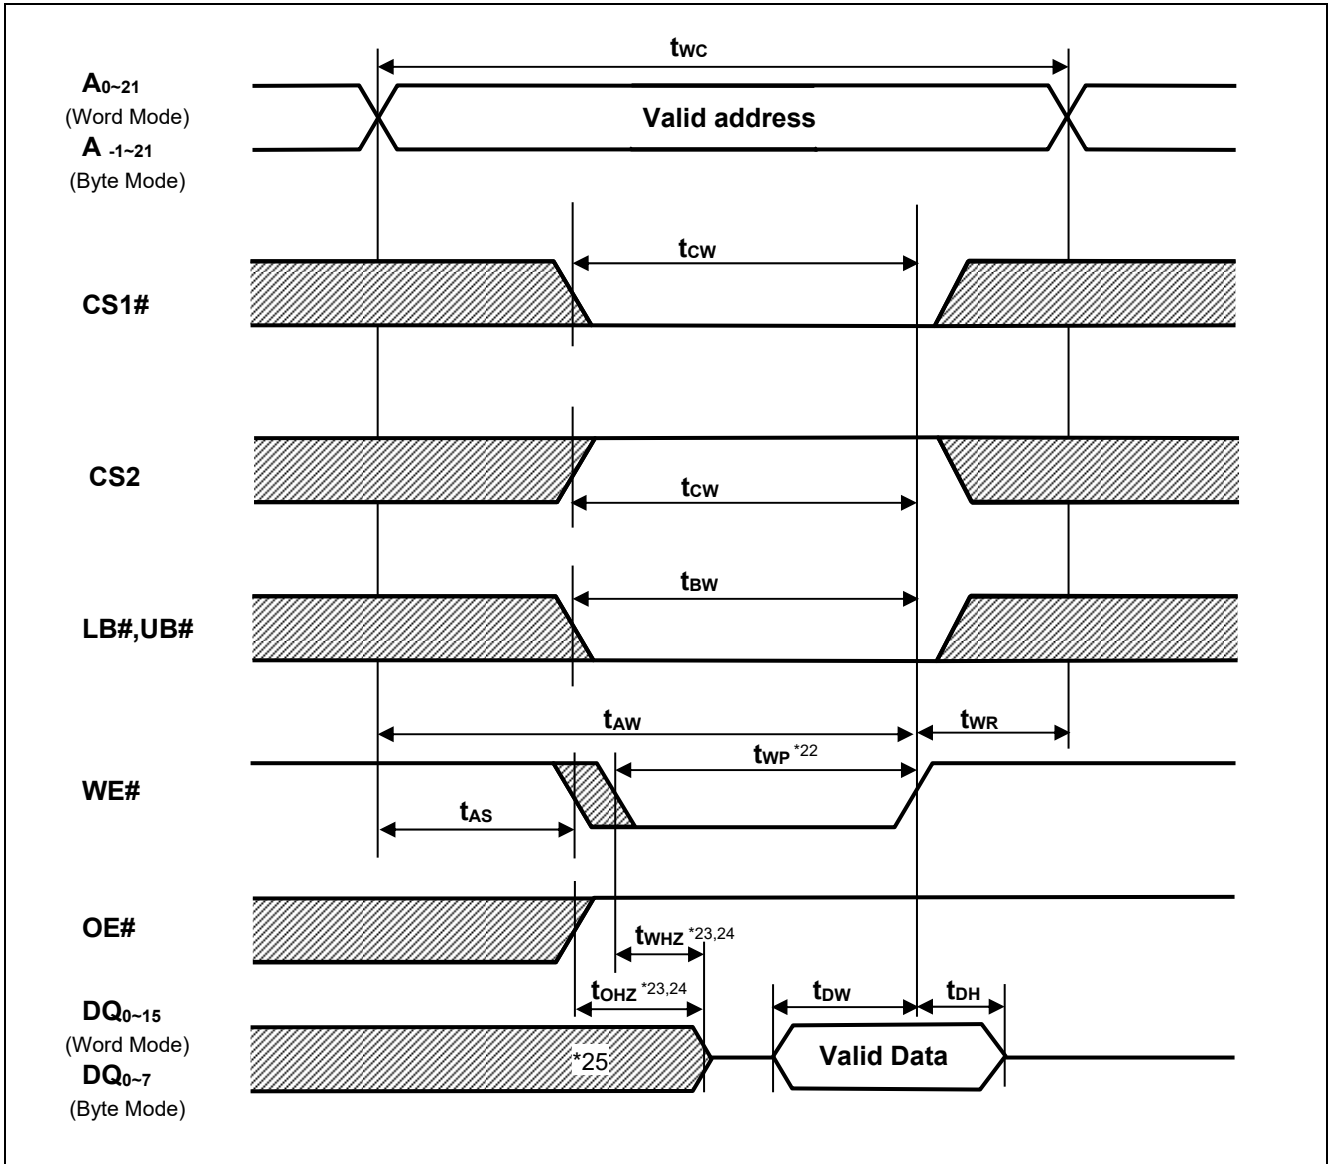 tWC
A0~21
(Word Mode)
Valid address
A -1~21
(Byte Mode)
tCW
CS1#
CS2
tCW
tBW
LB#,UB#
tAW
tWR
tWP *22
WE#
tAS
OE#
tWHZ *23,24
tOHZ *23,24
tDW
tDH
DQ0~15
(Word Mode)
*25
Valid Data
DQ0~7
(Byte Mode)